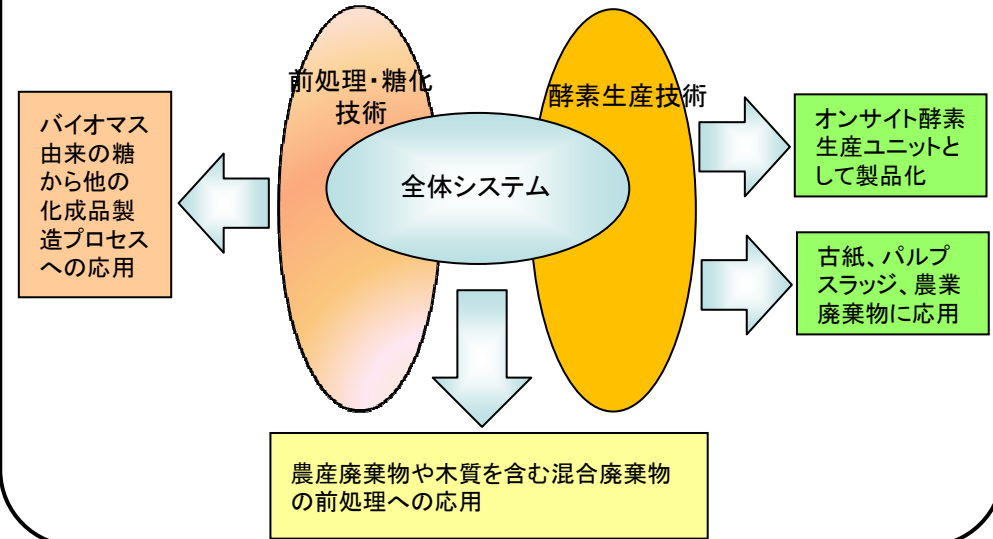 前処理・糖化
技術
酵素生産技術
全体システム
バイオマス
由来の糖
から他の
化成品製
造プロセス
への応用
オンサイト酵素
生産ユニットと
して製品化
古紙、パルプ
スラッジ、農業
廃棄物に応用
農産廃棄物や木質を含む混合廃棄物
の前処理への応用